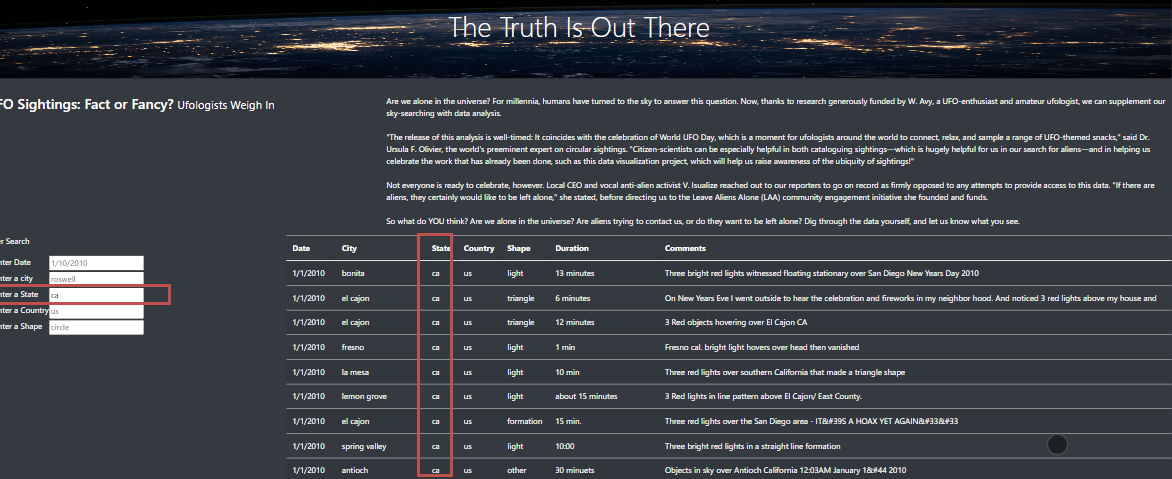 The Truth Is Out There
FO Sightings: Fact or Fancy? Ufologists Weigh In
Are we alone in the universe? For millennia, humans have turned to the sky to answer this question. Now, thanks to research generously funded by W. Avy, a UFO-enthusiast and amateur ufologist, we can supplement our
sky-searching with data analysis.
"The release of this analysis is well-timed: It coincides with the celebration of World UFO Day, which is a moment for ufologists around the world to connect, relax, and sample a range of UFO-themed snacks," said Dr.
Ursula F. Olivier, the world's preeminent expert on circular sightings. "Citizen-scientists can be especially helpful in both cataloguing sightings—which is hugely helpful for us in our search for aliens—and in helping us
celebrate the work that has already been done, such as this data visualization project, which will help us raise awareness of the ubiquity of sightings!"
Not everyone is ready to celebrate, however. Local CEO and vocal anti-alien activist V. Isualize reached out to our reporters to go on record as firmly opposed to any attempts to provide access to this data. "If there are
aliens, they certainly would like to be left alone," she stated, before directing us to the Leave Aliens Alone (LAA) community engagement initiative she founded and funds.
So what do YOU think? Are we alone in the universe? Are aliens trying to contact us, or do they want to be left alone? Dig through the data yourself, and let us know what you see.
er Search
nter Date 1/10/2010
nter a city roswell
nter a State ca
nter a Country us
nter a Shape circle
Date City State Country Shape Duration Comments
1/1/2010 bonita ca us light 13 minutes Three bright red lights witnessed floating stationary over San Diego New Years Day 2010
1/1/2010 el cajon ca us triangle 6 minutes On New Years Eve I went outside to hear the celebration and fireworks in my neighbor hood. And noticed 3 red lights above my house and
1/1/2010 el cajon ca us triangle 12 minutes 3 Red objects hovering over El Cajon CA
1/1/2010 fresno ca us light 1 min Fresno cal. bright light hovers over head then vanished
1/1/2010 la mesa ca us light 10 min Three red lights over southern California that made a triangle shape
1/1/2010 lemon grove ca us light about 15 minutes 3 Red lights in line pattern above El Cajon/ East County.
1/1/2010 el cajon ca us formation 15 min. Three red lights over the San Diego area - IT&#39S A HOAX YET AGAIN&#33&#33
1/1/2010 spring valley ca us light 10:00 Three bright red lights in a straight line formation
1/1/2010 antioch ca us other 30 minuets Objects in sky over Antioch California 12:03AM January 1&#44 2010